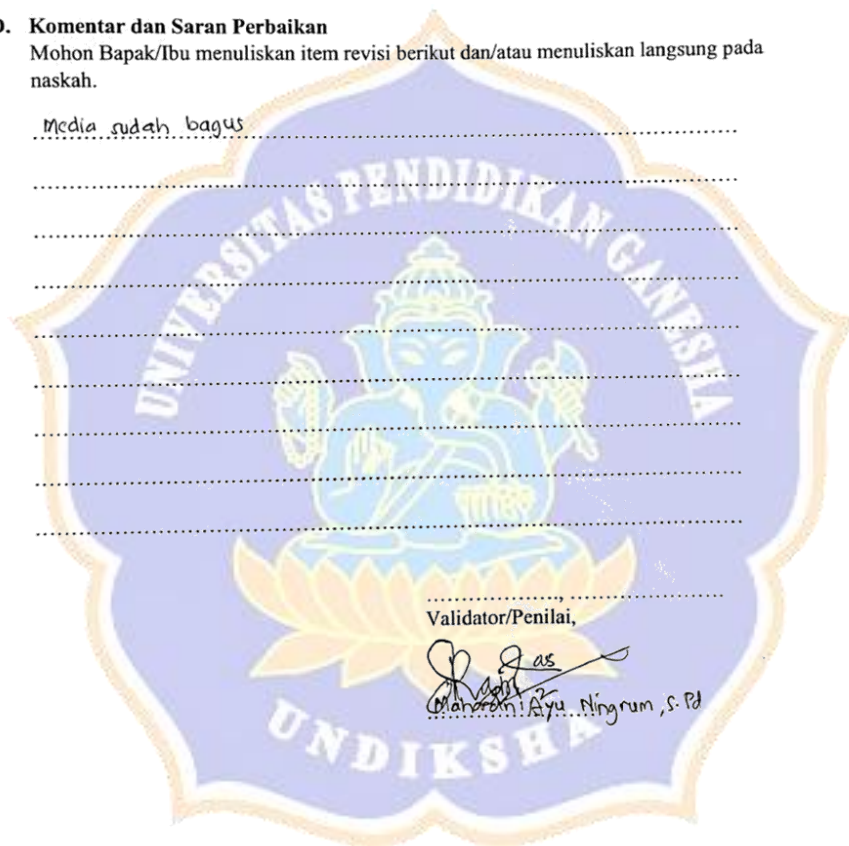 D. Komentar dan Saran Perbaikan
Mohon Bapak/Ibu menuliskan item revisi berikut dan/atau menuliskan langsung pada
naskah.
Media sudah bagus
UNIVERSITAS PENDIDIKAN GANESHA
...................., ........................
Validator/Penilai,
Ayu Ningrum, S.Pd
UNDIKSHA